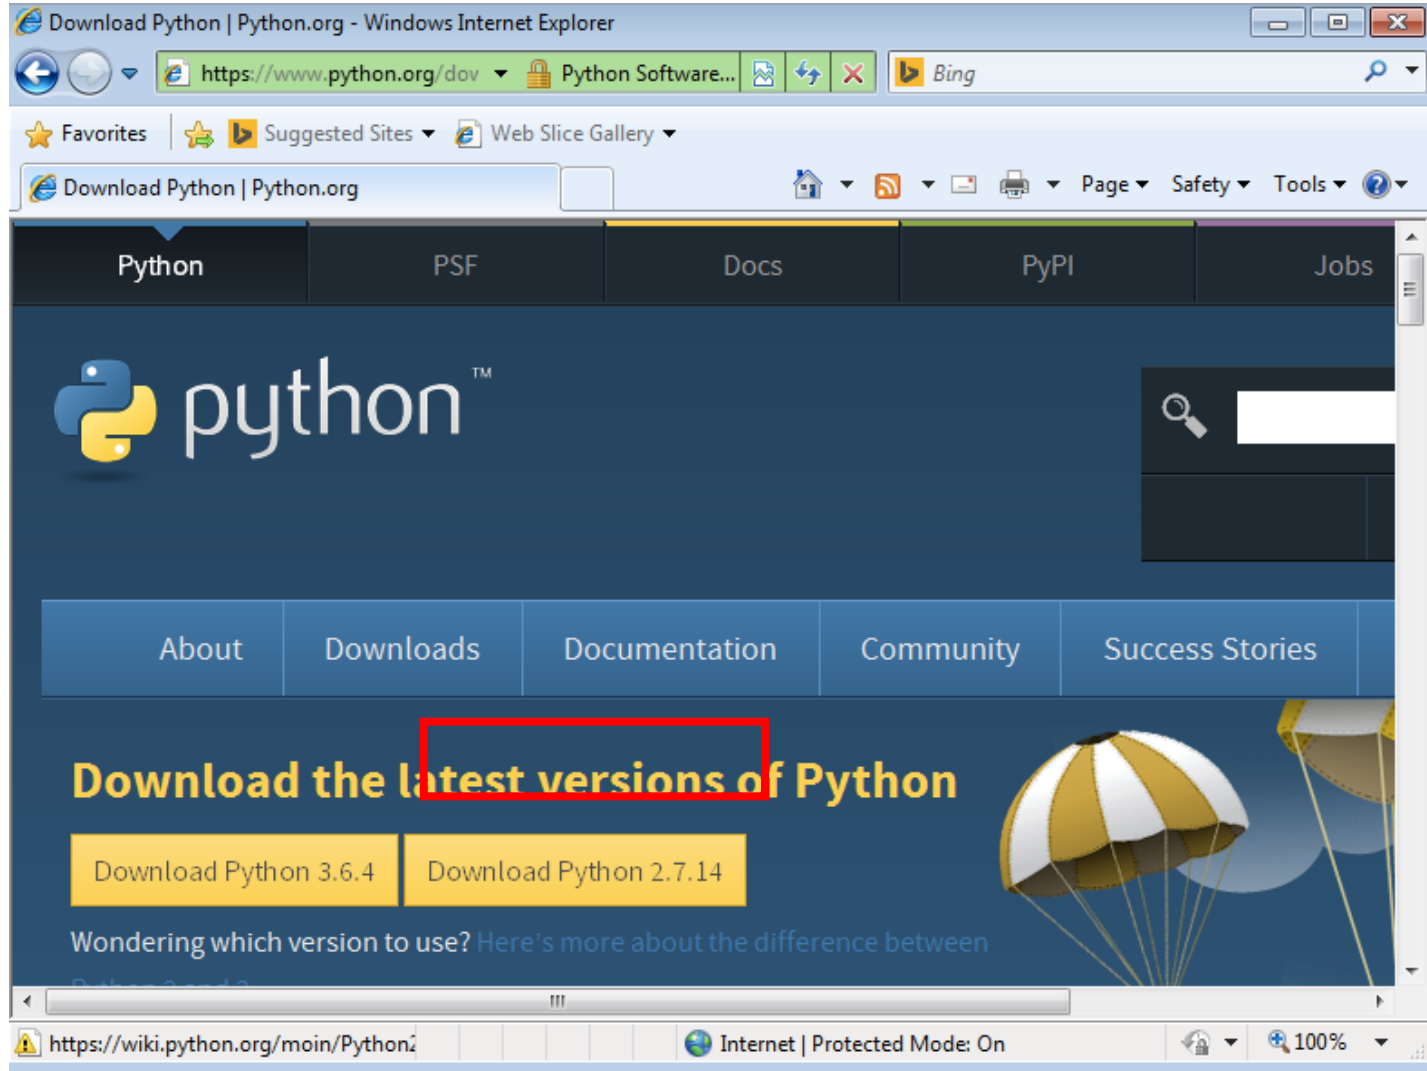 Download Python | Python.org - Windows Internet Explorer
https://www.python.org/dov Python Software... Bing
Favorites Suggested Sites Web Slice Gallery
Download Python | Python.org Page Safety Tools
Python PSF Docs PyPI Jobs
python™
About Downloads Documentation Community Success Stories
Download the latest versions of Python
Download Python 3.6.4 Download Python 2.7.14
Wondering which version to use? Here's more about the difference between
Python 2 and 3
https://wiki.python.org/moin/Python2 Internet | Protected Mode: On 100%